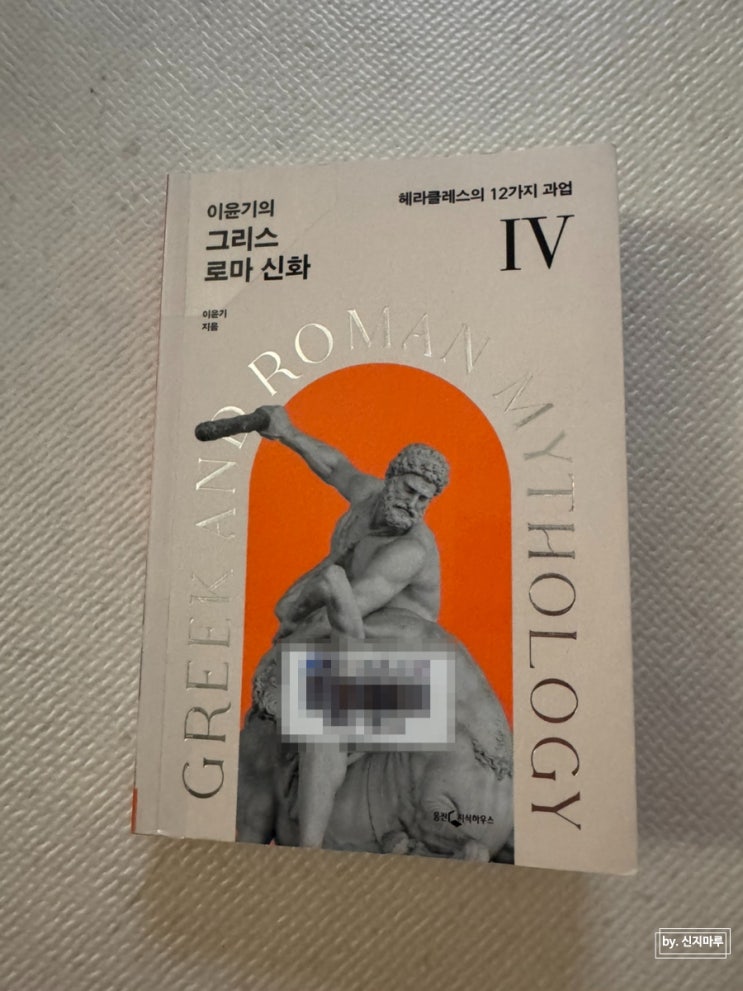 이윤기의
그리스
로마 신화
헤라클레스의 12가지 과업
IV
이윤기
지음
GREEK AND ROMAN MYTHOLOGY
웅진 지식하우스
by. 신지마루